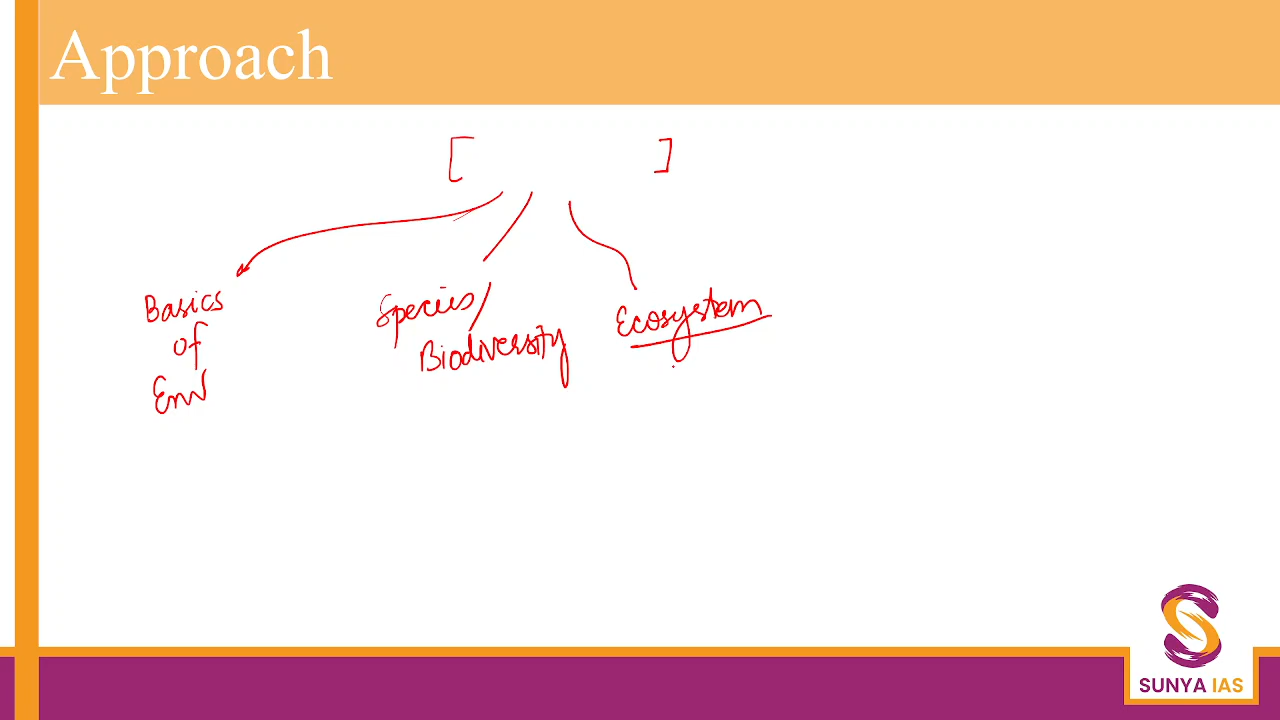 Approach
[ ]
Basics
of
Env
Species/
Biodiversity
Ecosystem
SUNYA IAS